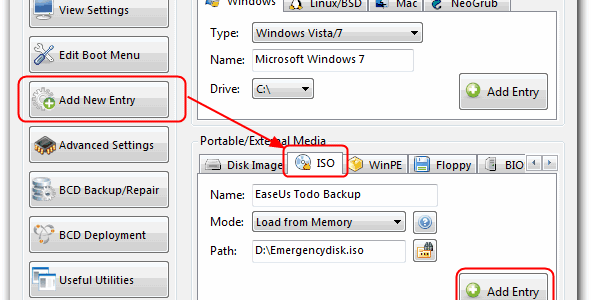 View Settings
Edit Boot Menu
Add New Entry
Advanced Settings
BCD Backup/Repair
BCD Deployment
Useful Utilities
Windows Linux/BSD Mac NeoGrub
Type: Windows Vista/7
Name: Microsoft Windows 7
Drive: C:\
Add Entry
Portable/External Media
Disk Image ISO WinPE Floppy BIO
Name: EaseUs Todo Backup
Mode: Load from Memory
Path: D:\Emergencydisk.iso
Add Entry